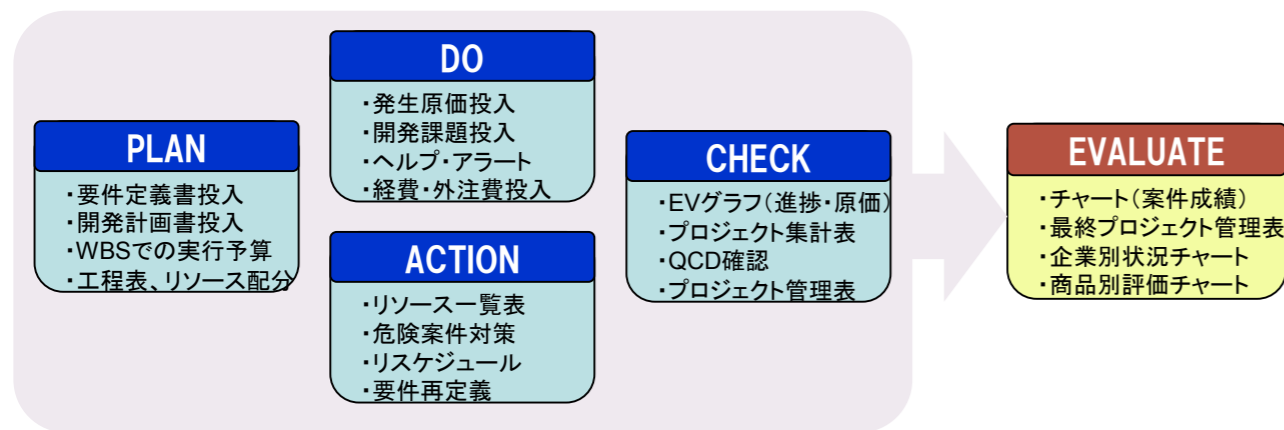 PLAN
・要件定義書投入
・開発計画書投入
・WBSでの実行予算
・工程表、リソース配分
DO
・発生原価投入
・開発課題投入
・ヘルプ・アラート
・経費・外注費投入
ACTION
・リソース一覧表
・危険案件対策
・リスケジュール
・要件再定義
CHECK
・EVグラフ(進捗・原価)
・プロジェクト集計表
・QCD確認
・プロジェクト管理表
EVALUATE
・チャート(案件成績)
・最終プロジェクト管理表
・企業別状況チャート
・商品別評価チャート